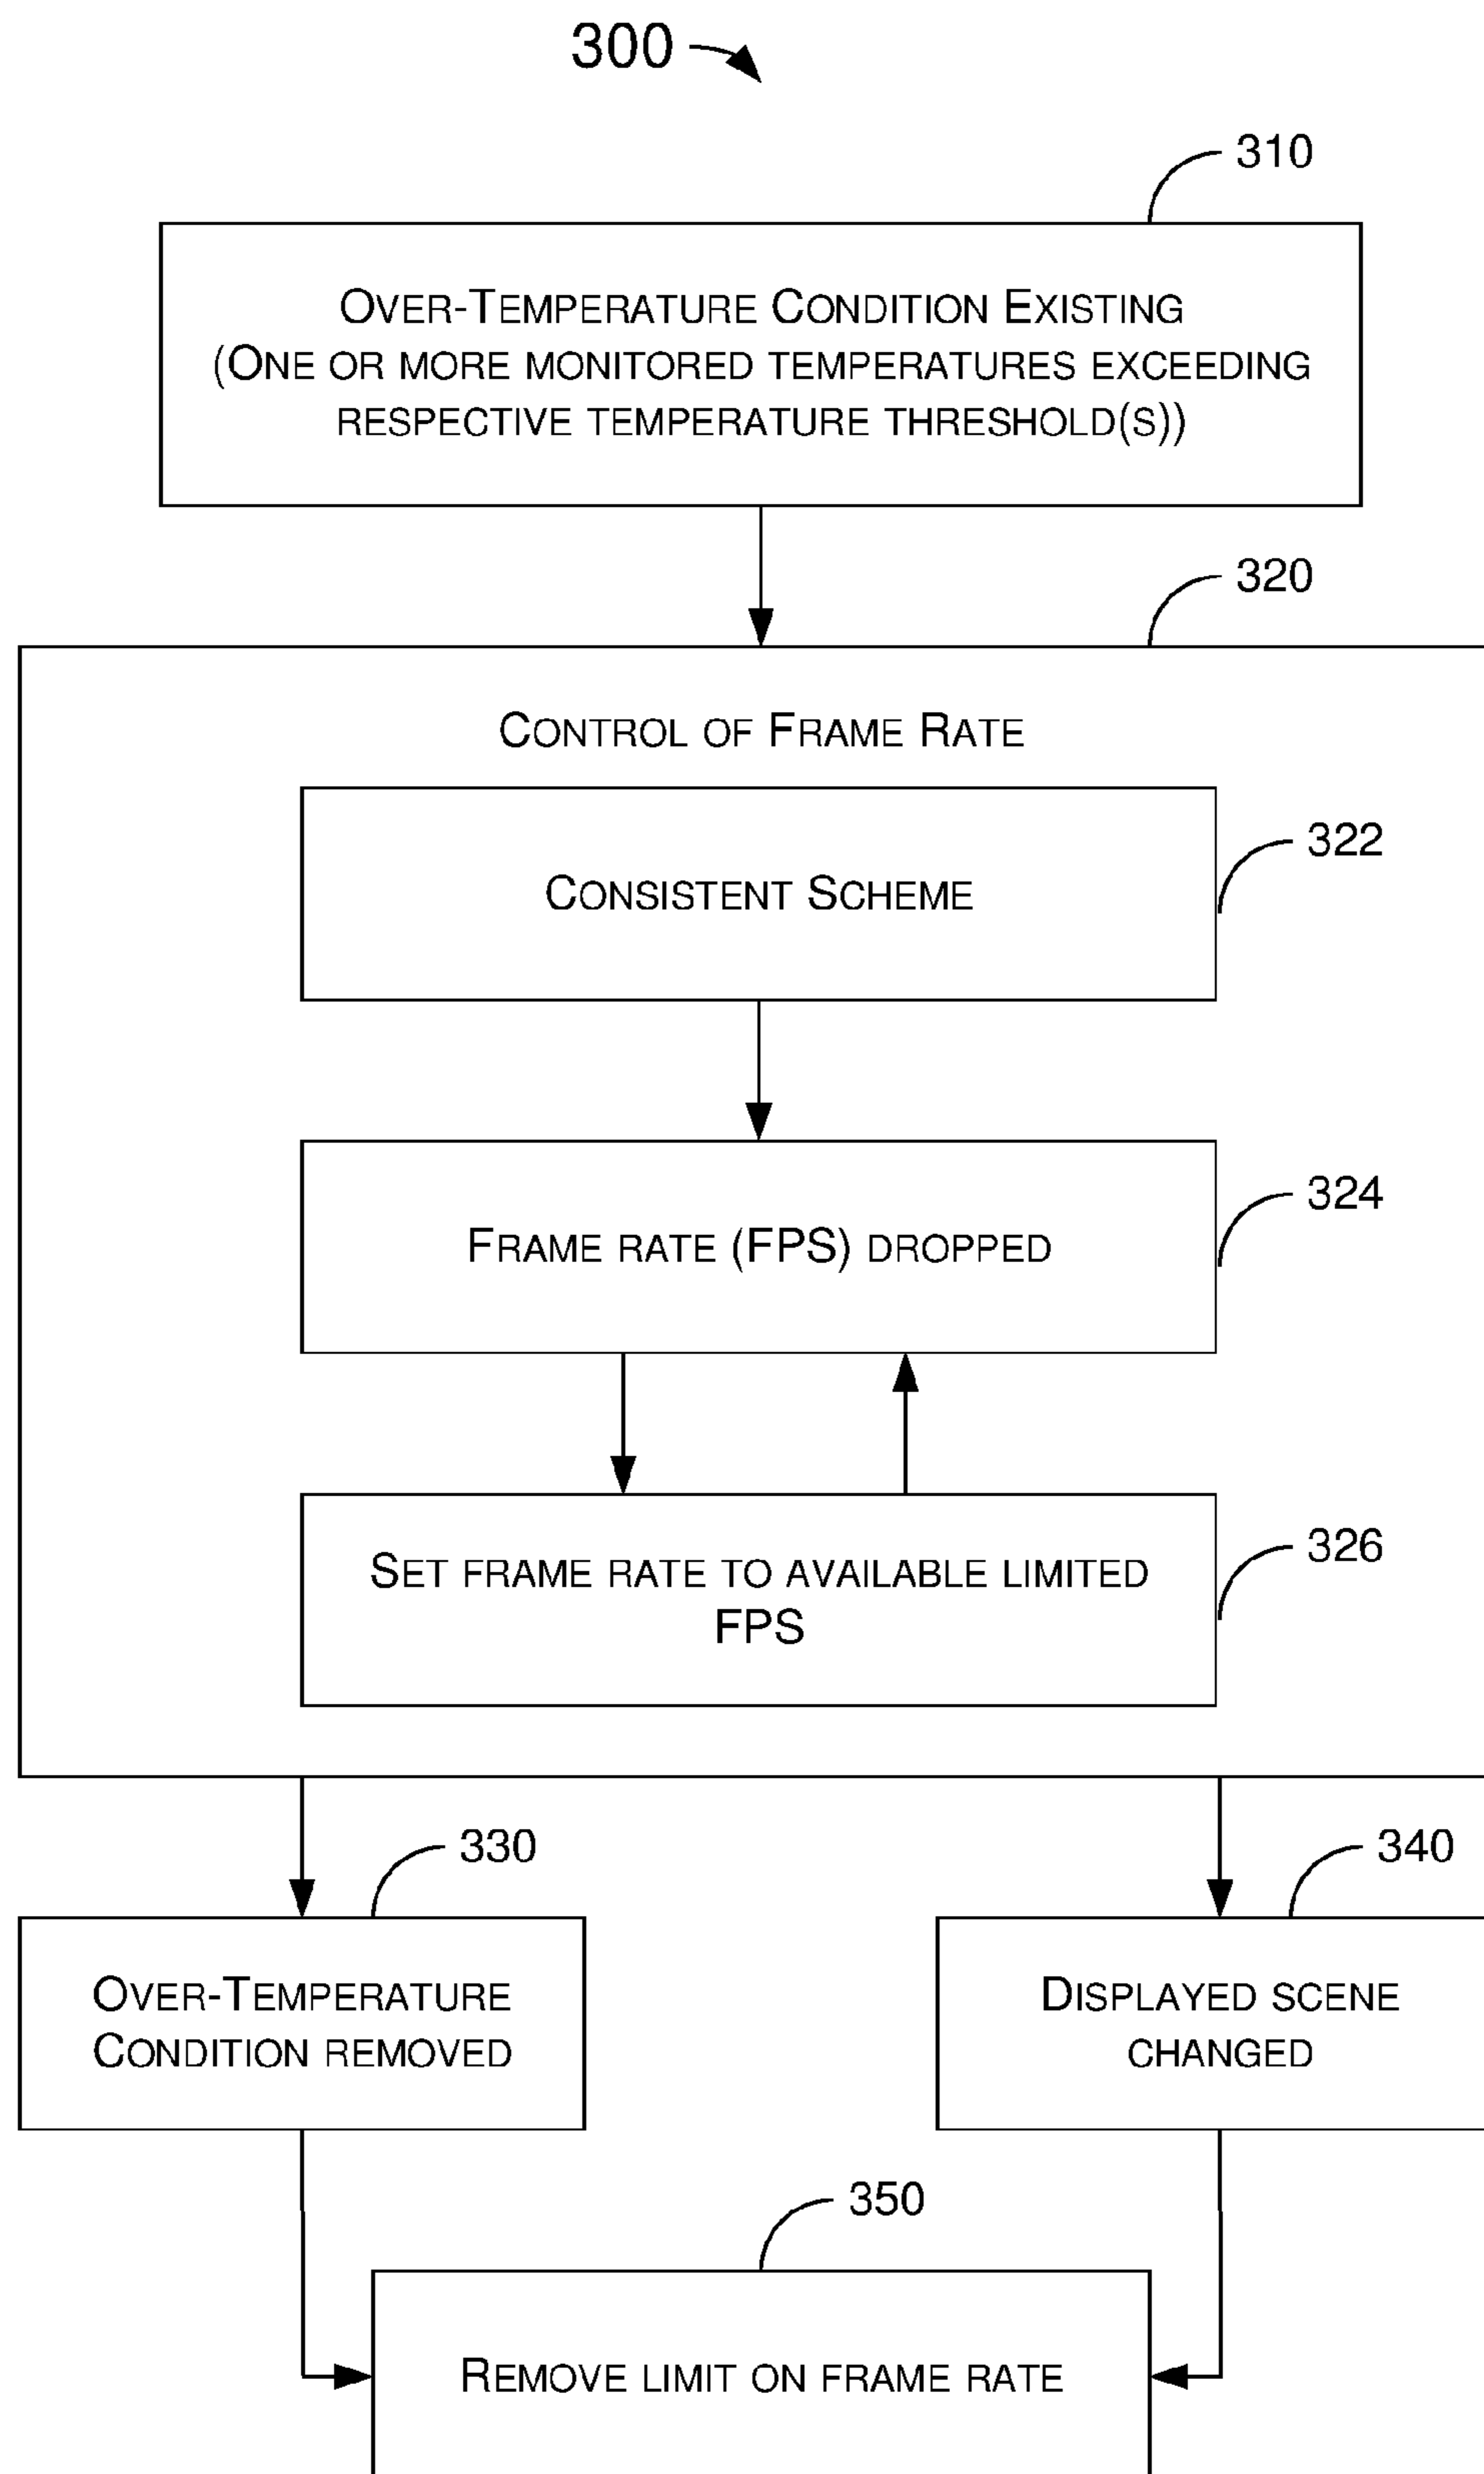 300
310
OVER-TEMPERATURE CONDITION EXISTING
(ONE OR MORE MONITORED TEMPERATURES EXCEEDING
RESPECTIVE TEMPERATURE THRESHOLD(S))
320
CONTROL OF FRAME RATE
322
CONSISTENT SCHEME
324
FRAME RATE (FPS) DROPPED
326
SET FRAME RATE TO AVAILABLE LIMITED
FPS
330
340
OVER-TEMPERATURE
CONDITION REMOVED
DISPLAYED SCENE
CHANGED
350
REMOVE LIMIT ON FRAME RATE